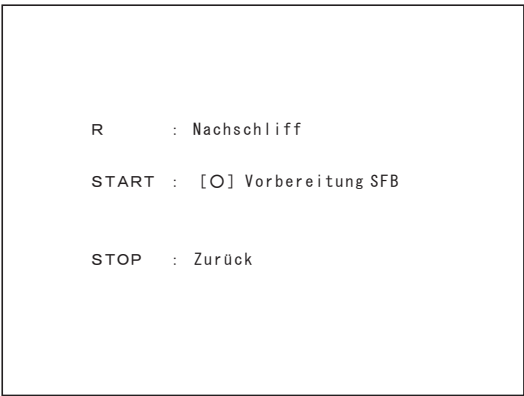 R : Nachschliff
START : [○] Vorbereitung SFB
STOP : Zurück